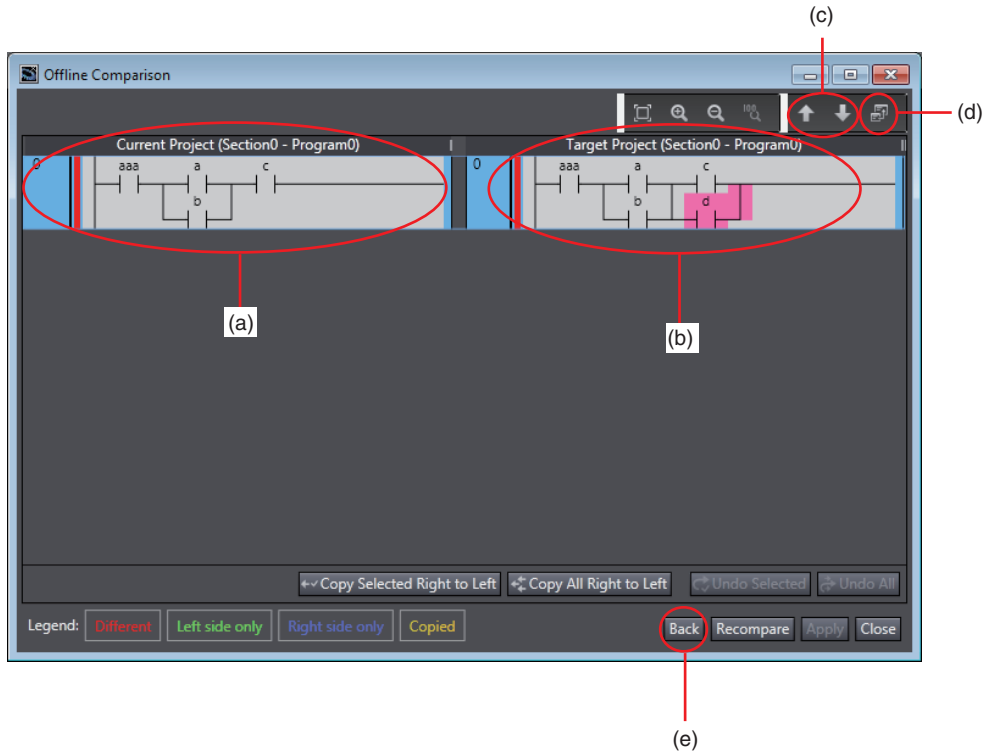 (c)
Offline Comparison
100
(d)
Current Project (Section0 - Program0)
Target Project (Section0 - Program0)
0 aaa a c
b
0 aaa a c
b d
(a)
(b)
Copy Selected Right to Left Copy All Right to Left Undo Selected Undo All
Legend: Different Left side only Right side only Copied
Back Recompare Apply Close
(e)